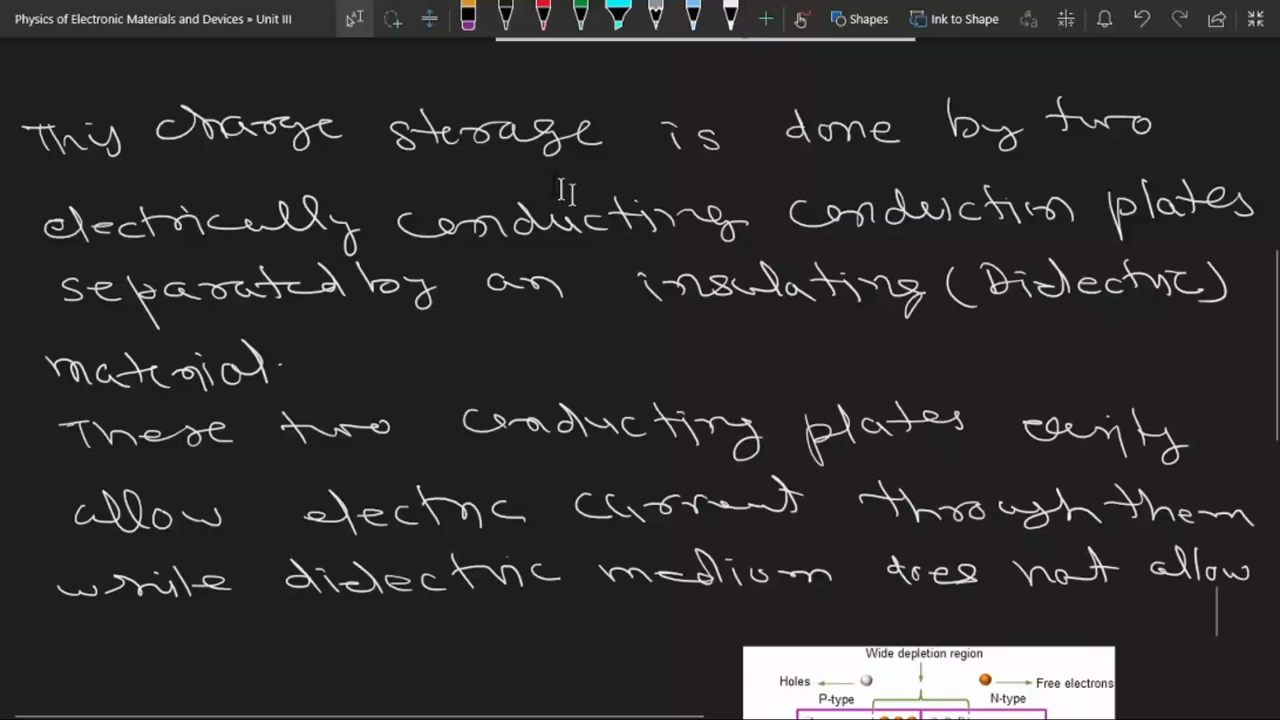 Physics of Electronic Materials and Devices » Unit III
Shapes
Ink to Shape
This charge storage is done by two
electrically conducting conduction plates
separated by an insulating (Dielectric)
material.
These two conducting plates easily
allow electric current through them
while dielectric medium does not allow
Wide depletion region
Holes
Free electrons
P-type
N-type